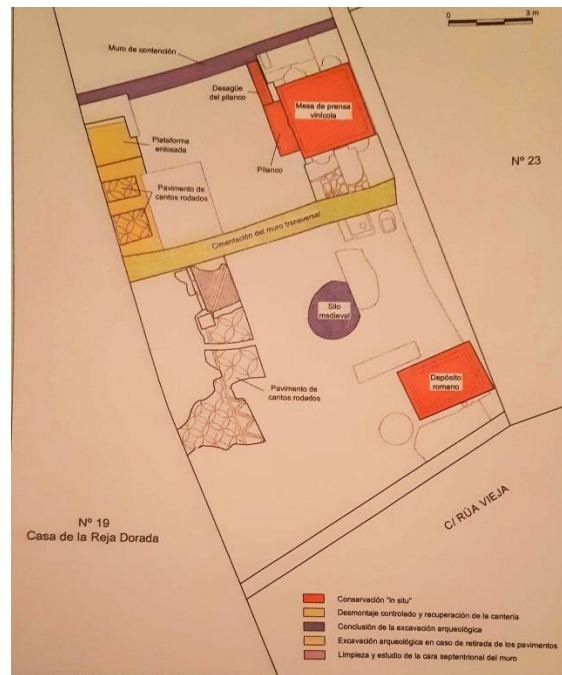 0 3 m
Muro de contención
Desagüe
del pilanco
Mesa de prensa
vinícola
Plataforma
enlosada
Pilanco
Nº 23
Pavimento de
cantos rodados
Cimentación del muro transversal
Silo
medieval
Depósito
romano
Pavimento de
cantos rodados
C/ RÚA VIEJA
Nº 19
Casa de la Reja Dorada
Conservación "in situ"
Desmontaje controlado y recuperación de la cantería
Conclusión de la excavación arqueológica
Excavación arqueológica en caso de retirada de los pavimentos
Limpieza y estudio de la cara septentrional del muro